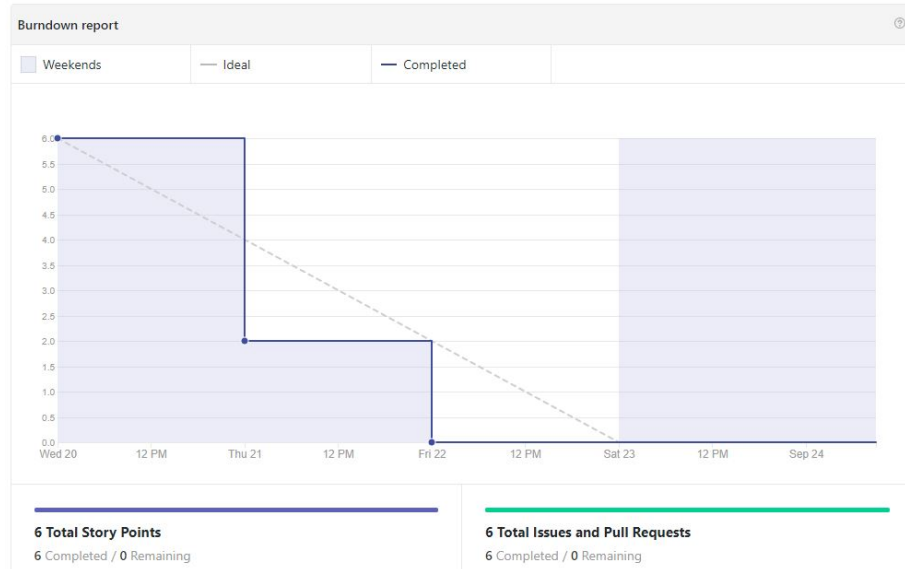 Burndown report
Weekends
Ideal
Completed
6.0
5.5
5.0
4.5
4.0
3.5
3.0
2.5
2.0
1.5
1.0
0.5
0.0
Wed 20 12 PM Thu 21 12 PM Fri 22 12 PM Sat 23 12 PM Sep 24
6 Total Story Points
6 Completed / 0 Remaining
6 Total Issues and Pull Requests
6 Completed / 0 Remaining